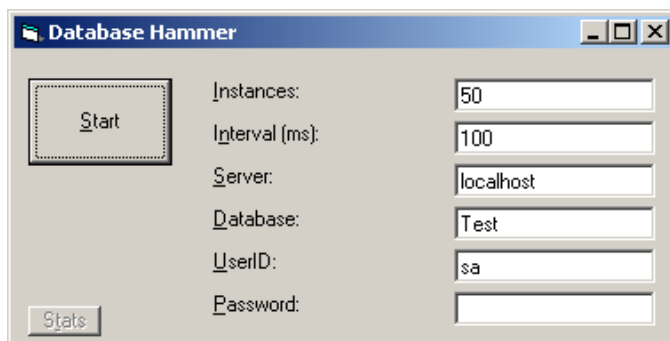 Database Hammer
Start
Instances: 50
Interval (ms): 100
Server: localhost
Database: Test
UserID: sa
Password:
Stats